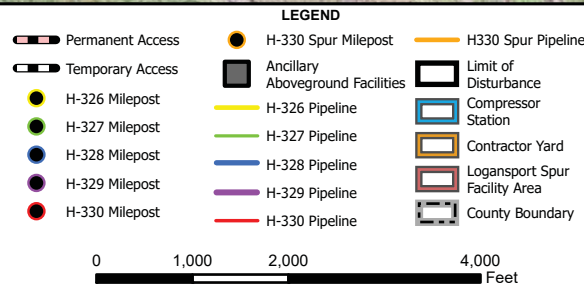 LEGEND
Permanent Access
Temporary Access
H-326 Milepost
H-327 Milepost
H-328 Milepost
H-329 Milepost
H-330 Milepost
H-330 Spur Milepost
Ancillary
Aboveground Facilities
H-326 Pipeline
H-327 Pipeline
H-328 Pipeline
H-329 Pipeline
H-330 Pipeline
H330 Spur Pipeline
Limit of
Disturbance
Compressor
Station
Contractor Yard
Logansport Spur
Facility Area
County Boundary
0 1,000 2,000 4,000
Feet